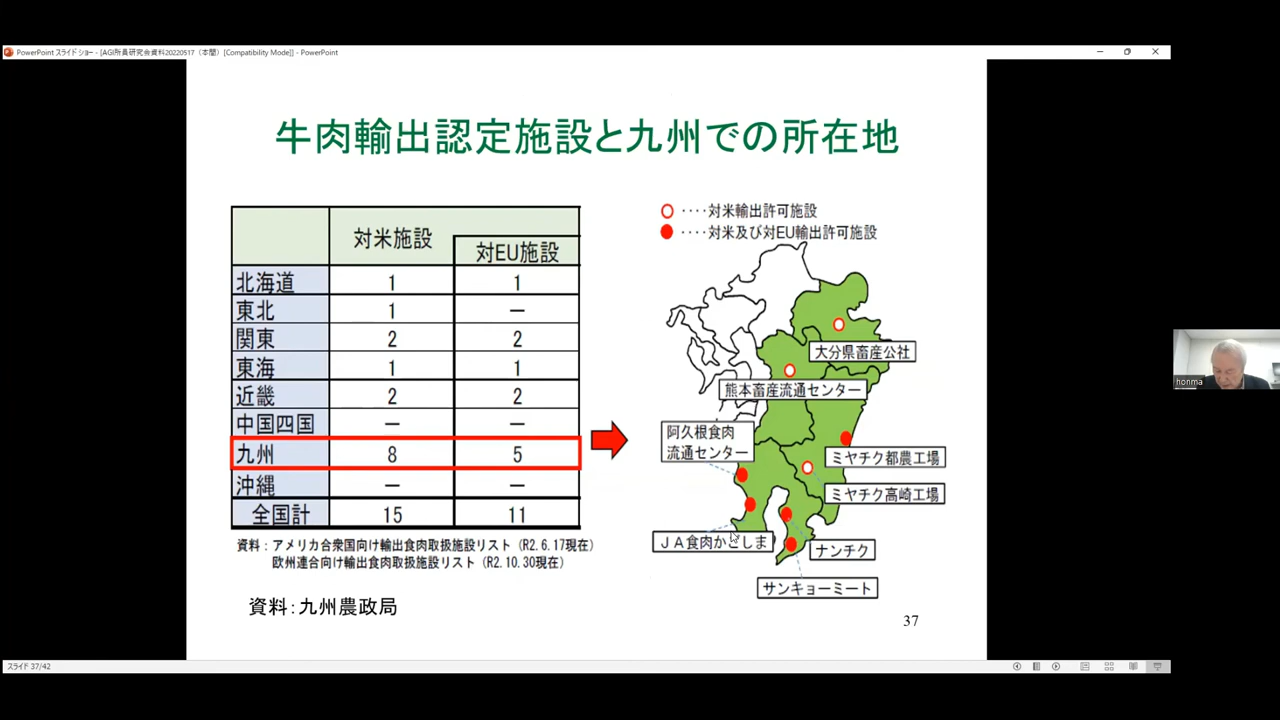 PowerPoint スライド ショー - [AGI所員研究会資料20220517（本間） [Compatibility Mode]] - PowerPoint
牛肉輸出認定施設と九州での所在地
対米施設
対EU施設
北海道 1 1
東北 1 －
関東 2 2
東海 1 1
近畿 2 2
中国四国 － －
九州 8 5
沖縄 － －
全国計 15 11
資料：アメリカ合衆国向け輸出食肉取扱施設リスト（R2.6.17現在）
欧州連合向け輸出食肉取扱施設リスト（R2.10.30現在）
資料：九州農政局
････対米輸出許可施設
････対米及び対EU輸出許可施設
大分県畜産公社
熊本畜産流通センター
阿久根食肉
流通センター
ミヤチク都農工場
ミヤチク高崎工場
ＪＡ食肉かごしま
ナンチク
サンキョーミート
37
honma
スライド 37/42